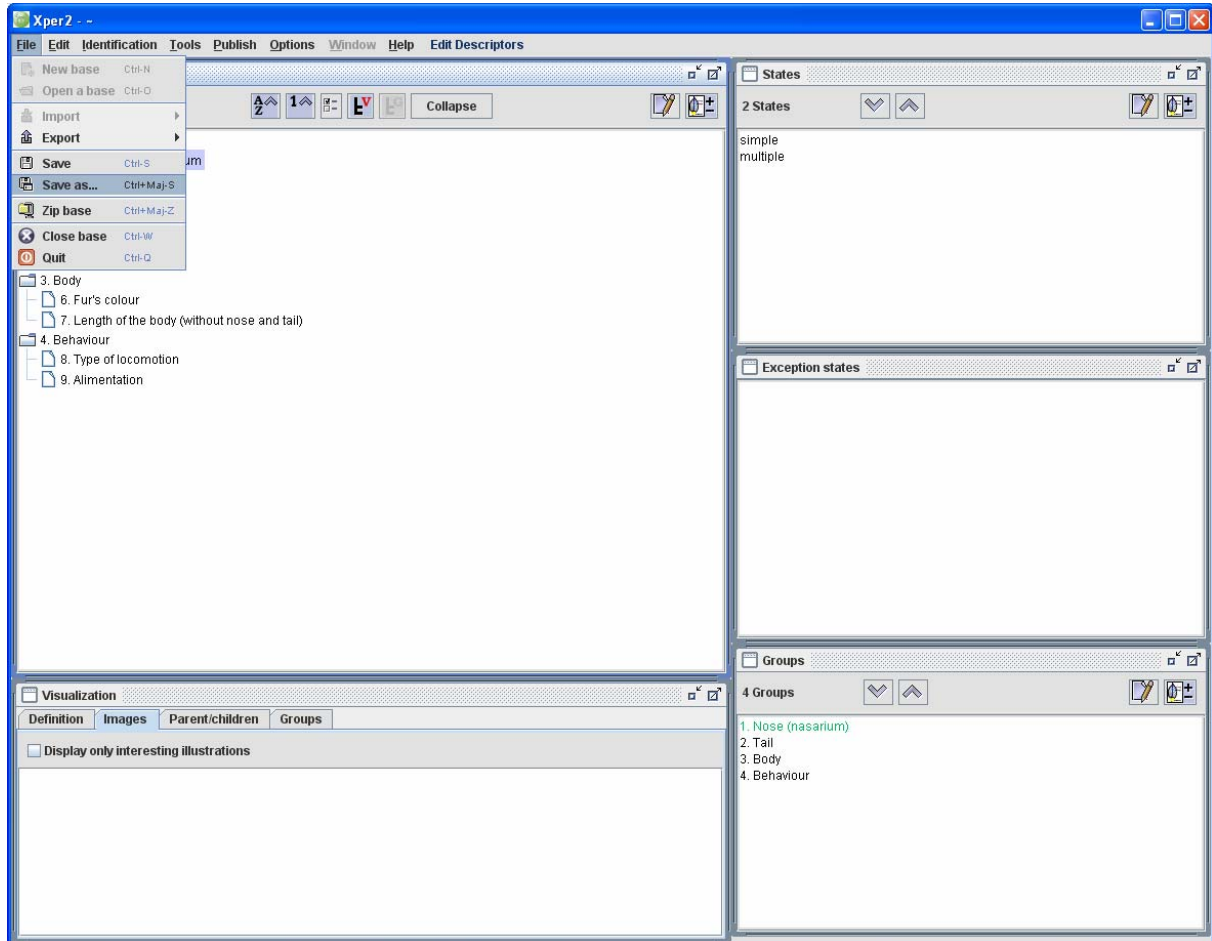 Xper2 - ~
File Edit Identification Tools Publish Options Window Help Edit Descriptors
New base Ctrl-N
Open a base Ctrl-O
Import
Export
Save Ctrl-S
Save as... Ctrl+Maj-S
Zip base Ctrl+Maj-Z
Close base Ctrl-W
Quit Ctrl-Q
Collapse
um
3. Body
6. Fur's colour
7. Length of the body (without nose and tail)
4. Behaviour
8. Type of locomotion
9. Alimentation
Visualization
Definition Images Parent/children Groups
Display only interesting illustrations
States
2 States
simple
multiple
Exception states
Groups
4 Groups
1. Nose (nasarium)
2. Tail
3. Body
4. Behaviour